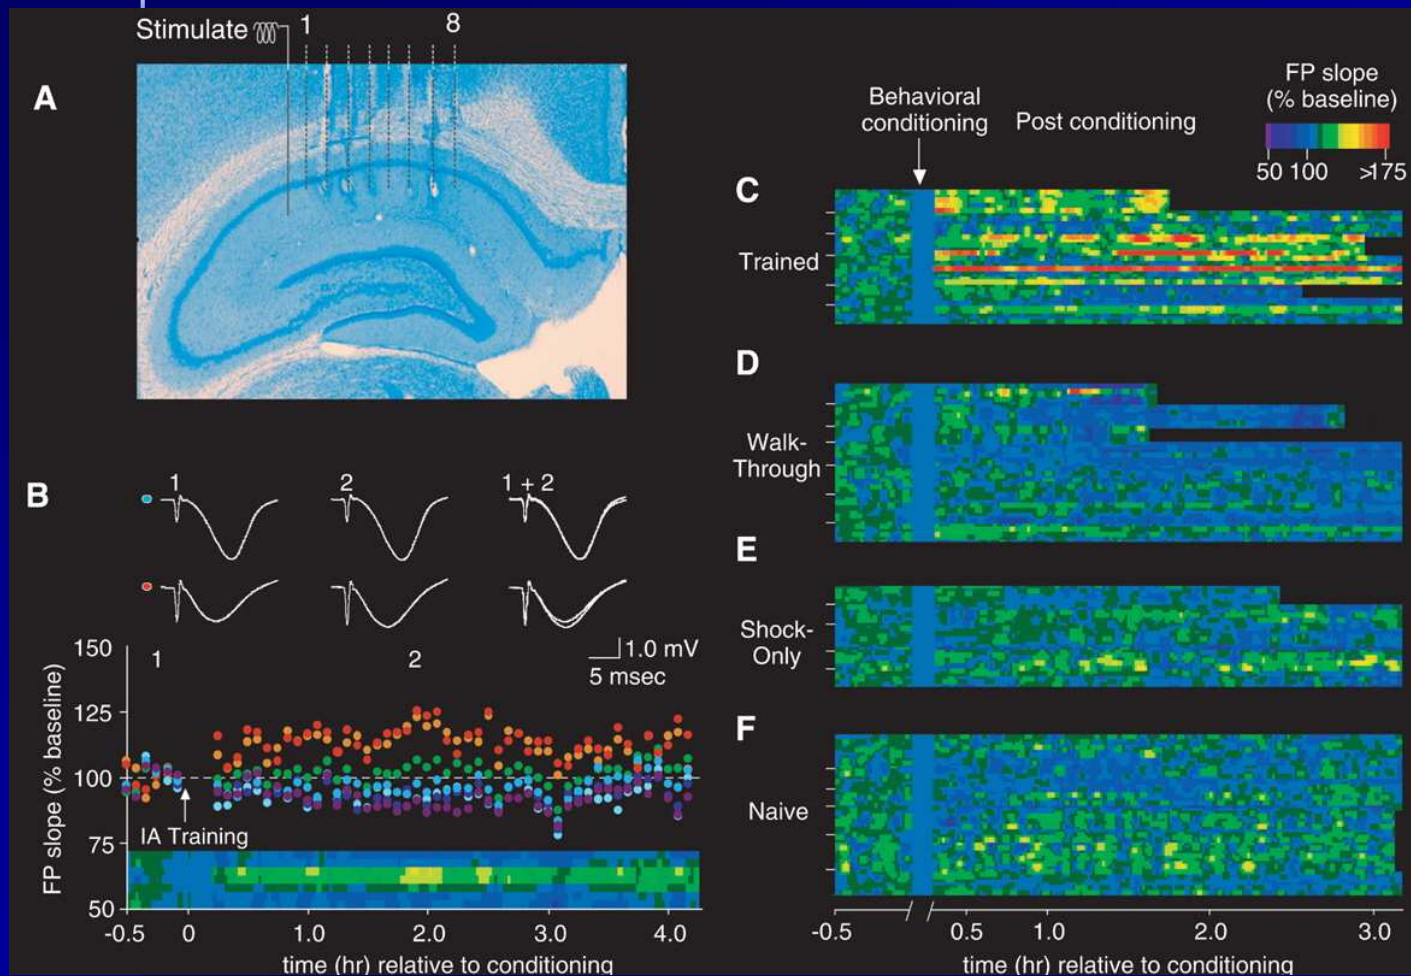 Stimulate 1 8
A
B
1 2 1 + 2
1.0 mV
5 msec
150
125
100
75
50
1 2
FP slope (% baseline)
IA Training
-0.5 0 1.0 2.0 3.0 4.0
time (hr) relative to conditioning
Behavioral
conditioning
Post conditioning
FP slope
(% baseline)
50 100 >175
C
Trained
D
Walk-
Through
E
Shock-
Only
F
Naive
-0.5 0.5 1.0 2.0 3.0
time (hr) relative to conditioning